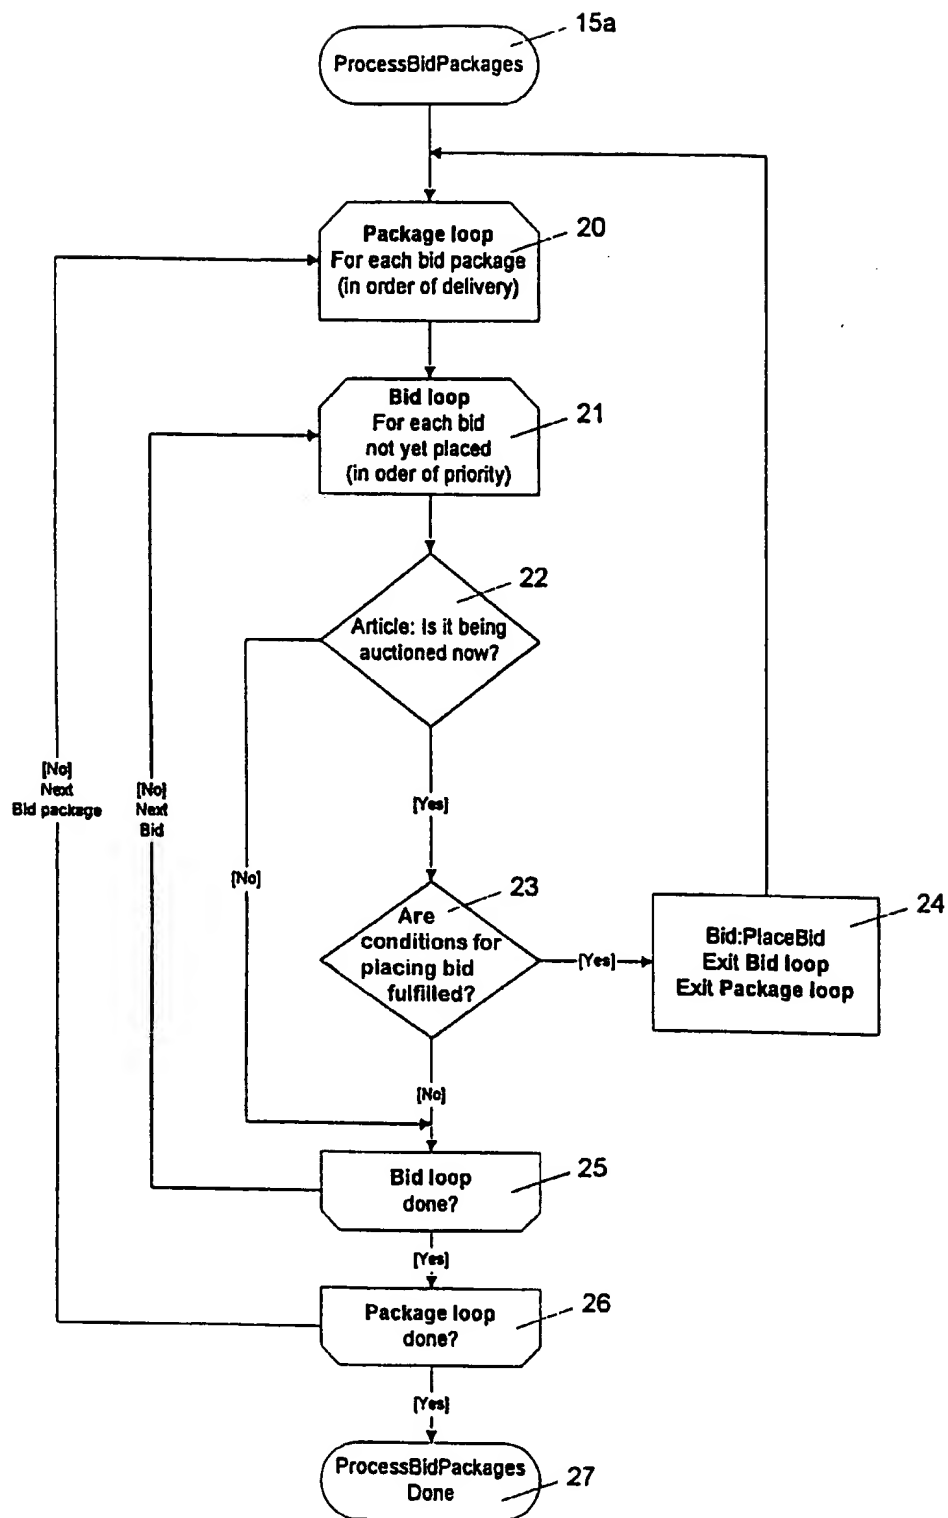 15a
ProcessBidPackages
20
Package loop
For each bid package
(in order of delivery)
21
Bid loop
For each bid
not yet placed
(in oder of priority)
22
Article: Is it being
auctioned now?
[No]
Next
Bid package
[No]
Next
Bid
[Yes]
[No]
23
Are
conditions for
placing bid
fulfilled?
[Yes]
24
Bid:PlaceBid
Exit Bid loop
Exit Package loop
[No]
25
Bid loop
done?
[Yes]
26
Package loop
done?
[Yes]
ProcessBidPackages
Done
27